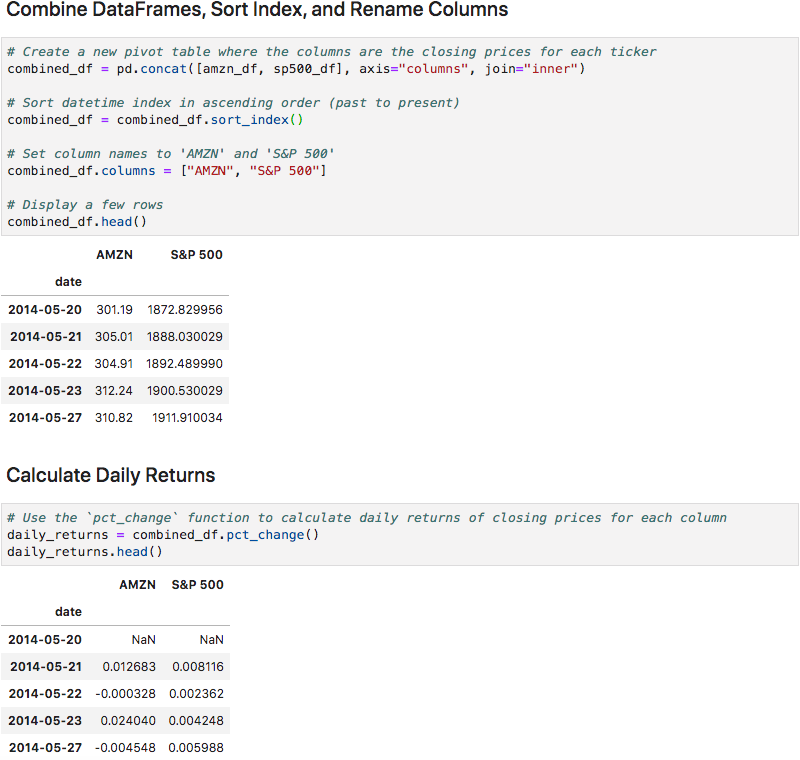 Combine DataFrames, Sort Index, and Rename Columns
# Create a new pivot table where the columns are the closing prices for each ticker
combined_df = pd.concat([amzn_df, sp500_df], axis="columns", join="inner")
# Sort datetime index in ascending order (past to present)
combined_df = combined_df.sort_index()
# Set column names to 'AMZN' and 'S&P 500'
combined_df.columns = ["AMZN", "S&P 500"]
# Display a few rows
combined_df.head()
AMZN S&P 500
date
2014-05-20 301.19 1872.829956
2014-05-21 305.01 1888.030029
2014-05-22 304.91 1892.489990
2014-05-23 312.24 1900.530029
2014-05-27 310.82 1911.910034
Calculate Daily Returns
# Use the `pct_change` function to calculate daily returns of closing prices for each column
daily_returns = combined_df.pct_change()
daily_returns.head()
AMZN S&P 500
date
2014-05-20 NaN NaN
2014-05-21 0.012683 0.008116
2014-05-22 -0.000328 0.002362
2014-05-23 0.024040 0.004248
2014-05-27 -0.004548 0.005988